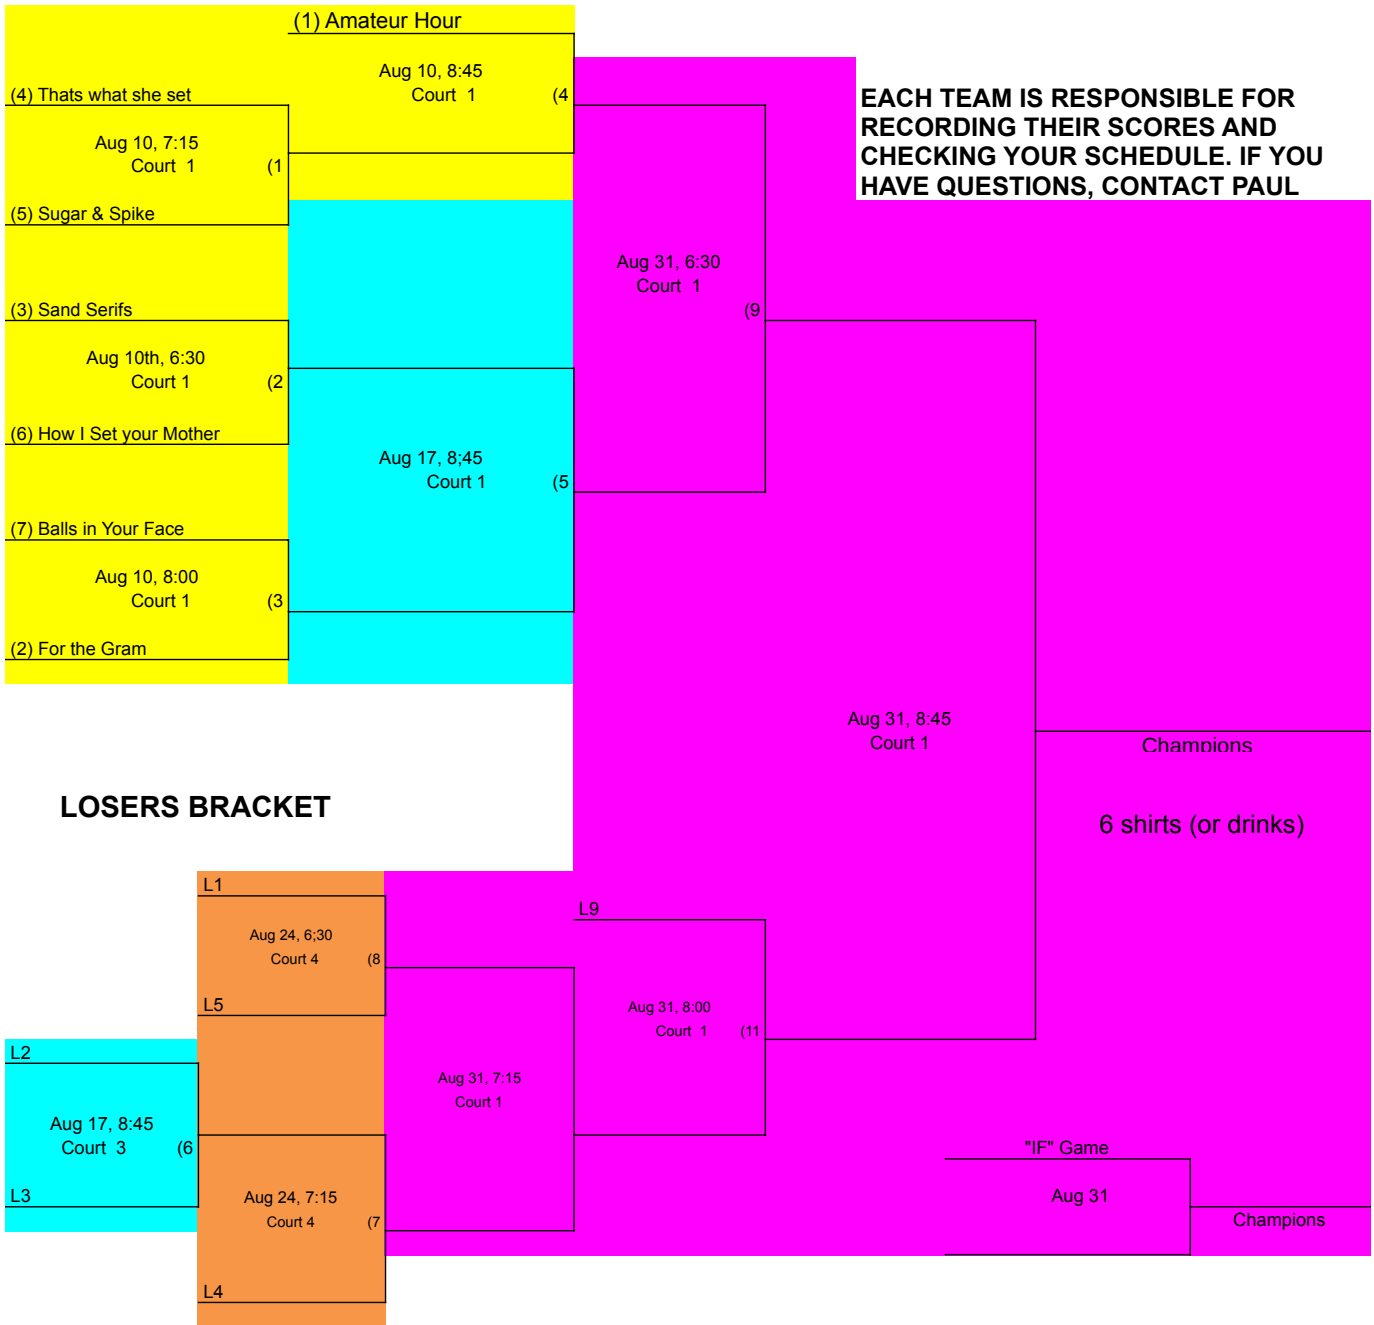 (1) Amateur Hour
Aug 10, 8:45
Court 1 (4
(4) Thats what she set
Aug 10, 7:15
Court 1 (1
(5) Sugar & Spike
EACH TEAM IS RESPONSIBLE FOR
RECORDING THEIR SCORES AND
CHECKING YOUR SCHEDULE. IF YOU
HAVE QUESTIONS, CONTACT PAUL
Aug 31, 6:30
Court 1
(9
(3) Sand Serifs
Aug 10th, 6:30
Court 1 (2
(6) How I Set your Mother
Aug 17, 8;45
Court 1 (5
(7) Balls in Your Face
Aug 10, 8:00
Court 1 (3
(2) For the Gram
Aug 31, 8:45
Court 1
Champions
6 shirts (or drinks)
LOSERS BRACKET
L1
Aug 24, 6;30
Court 4 (8
L5
L9
Aug 31, 8:00
Court 1 (11
L2
Aug 17, 8:45
Court 3 (6
L3
Aug 31, 7:15
Court 1
Aug 24, 7:15
Court 4 (7
L4
"IF" Game
Aug 31
Champions